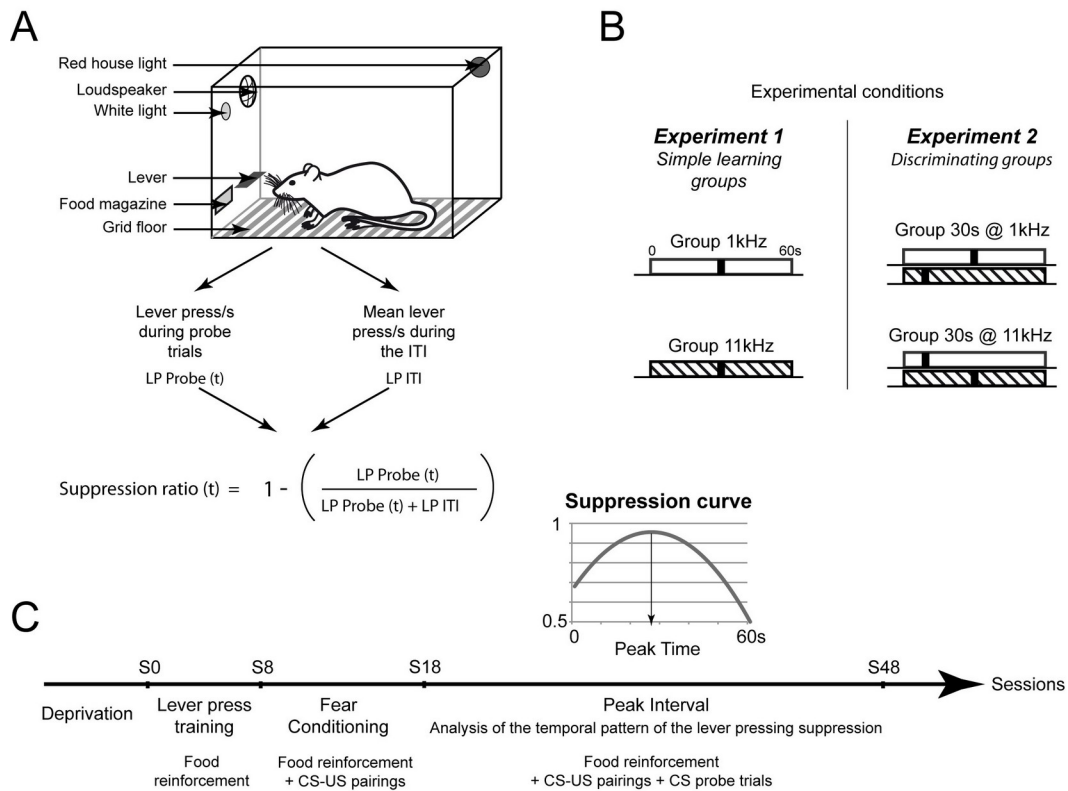 A
Red house light
Loudspeaker
White light
Lever
Food magazine
Grid floor
Lever press/s
during probe
trials
LP Probe (t)
Mean lever
press/s during
the ITI
LP ITI
Suppression ratio (t) = 1 - ( LP Probe (t)
LP Probe (t) + LP ITI )
B
Experimental conditions
Experiment 1
Simple learning
groups
0 Group 1kHz 60s
Group 11kHz
Experiment 2
Discriminating groups
Group 30s @ 1kHz
Group 30s @ 11kHz
Suppression curve
1
0.5
0 60s
Peak Time
C
S0 S8 S18 S48
Sessions
Deprivation
Lever press
training
Food
reinforcement
Fear
Conditioning
Food reinforcement
+ CS-US pairings
Peak Interval
Analysis of the temporal pattern of the lever pressing suppression
Food reinforcement
+ CS-US pairings + CS probe trials